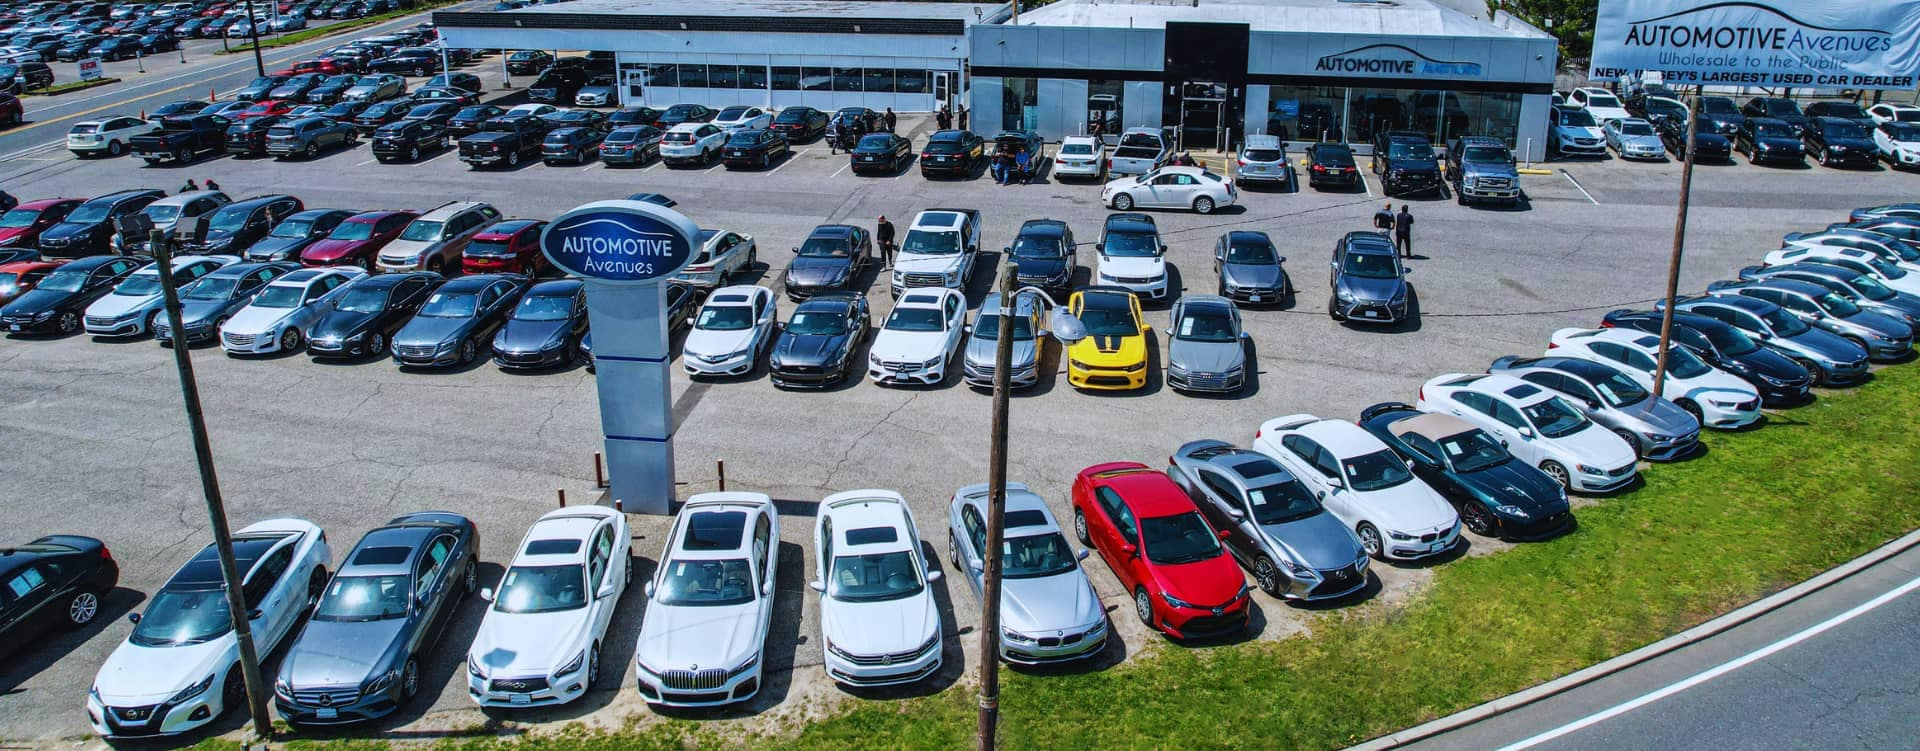 AUTOMOTIVE Avenues
Wholesale to the Public
NEW JERSEY'S LARGEST USED CAR DEALER
AUTOMOTIVE Avenues
AUTOMOTIVE
Avenues